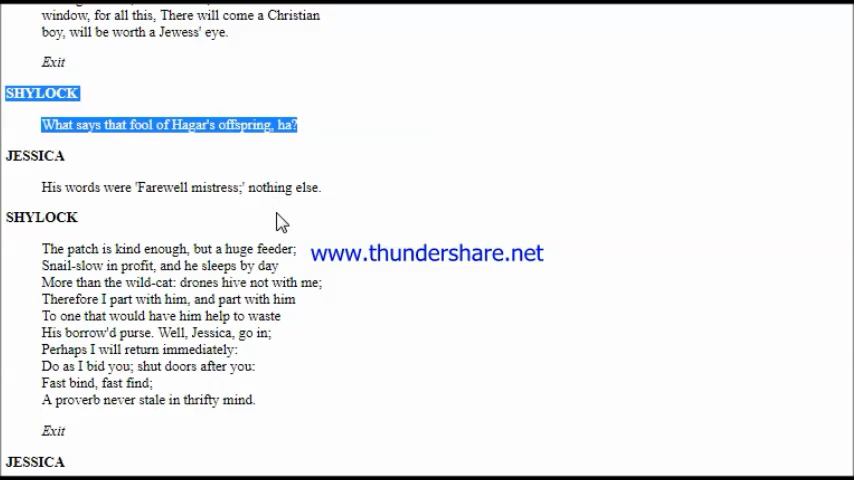 window, for all this, There will come a Christian
boy, will be worth a Jewess' eye.
Exit
SHYLOCK
What says that fool of Hagar's offspring, ha?
JESSICA
His words were 'Farewell mistress;' nothing else.
SHYLOCK
The patch is kind enough, but a huge feeder;
Snail-slow in profit, and he sleeps by day
More than the wild-cat: drones hive not with me;
Therefore I part with him, and part with him
To one that would have him help to waste
His borrow'd purse. Well, Jessica, go in;
Perhaps I will return immediately:
Do as I bid you; shut doors after you:
Fast bind, fast find;
A proverb never stale in thrifty mind.
Exit
JESSICA
www.thundershare.net